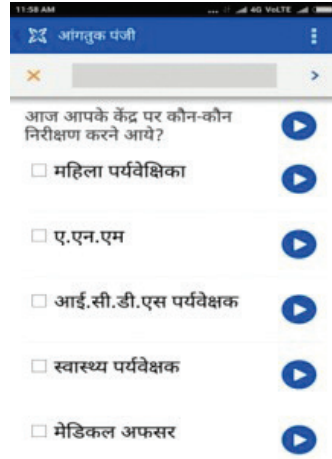 11:58 AM ... 4G VoLTE
आंगतुक पंजी
आज आपके केंद्र पर कौन-कौन
निरीक्षण करने आये?
महिला पर्यवेक्षिका
ए.एन.एम
आई.सी.डी.एस पर्यवेक्षक
स्वास्थ्य पर्यवेक्षक
मेडिकल अफसर